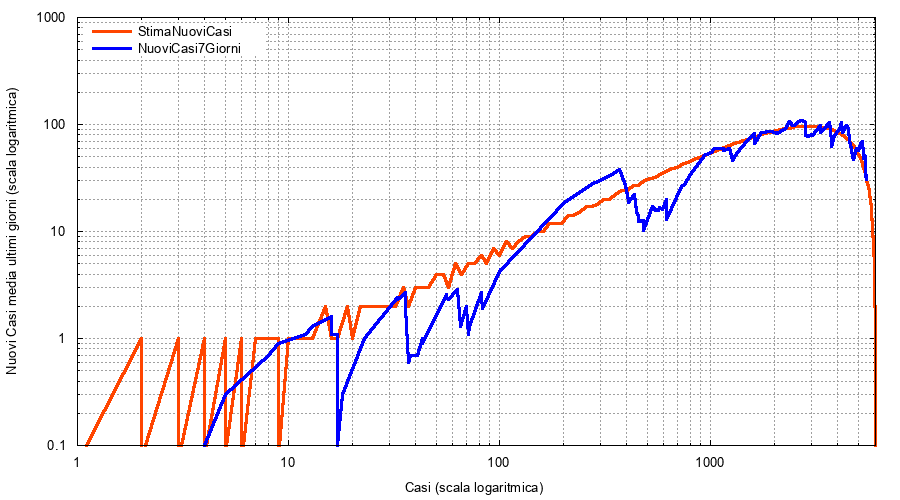 1000
StimaNuoviCasi
NuoviCasi7Giorni
100
10
1
0.1
Nuovi Casi media ultimi giorni (scala logaritmica)
1
10
100
1000
Casi (scala logaritmica)